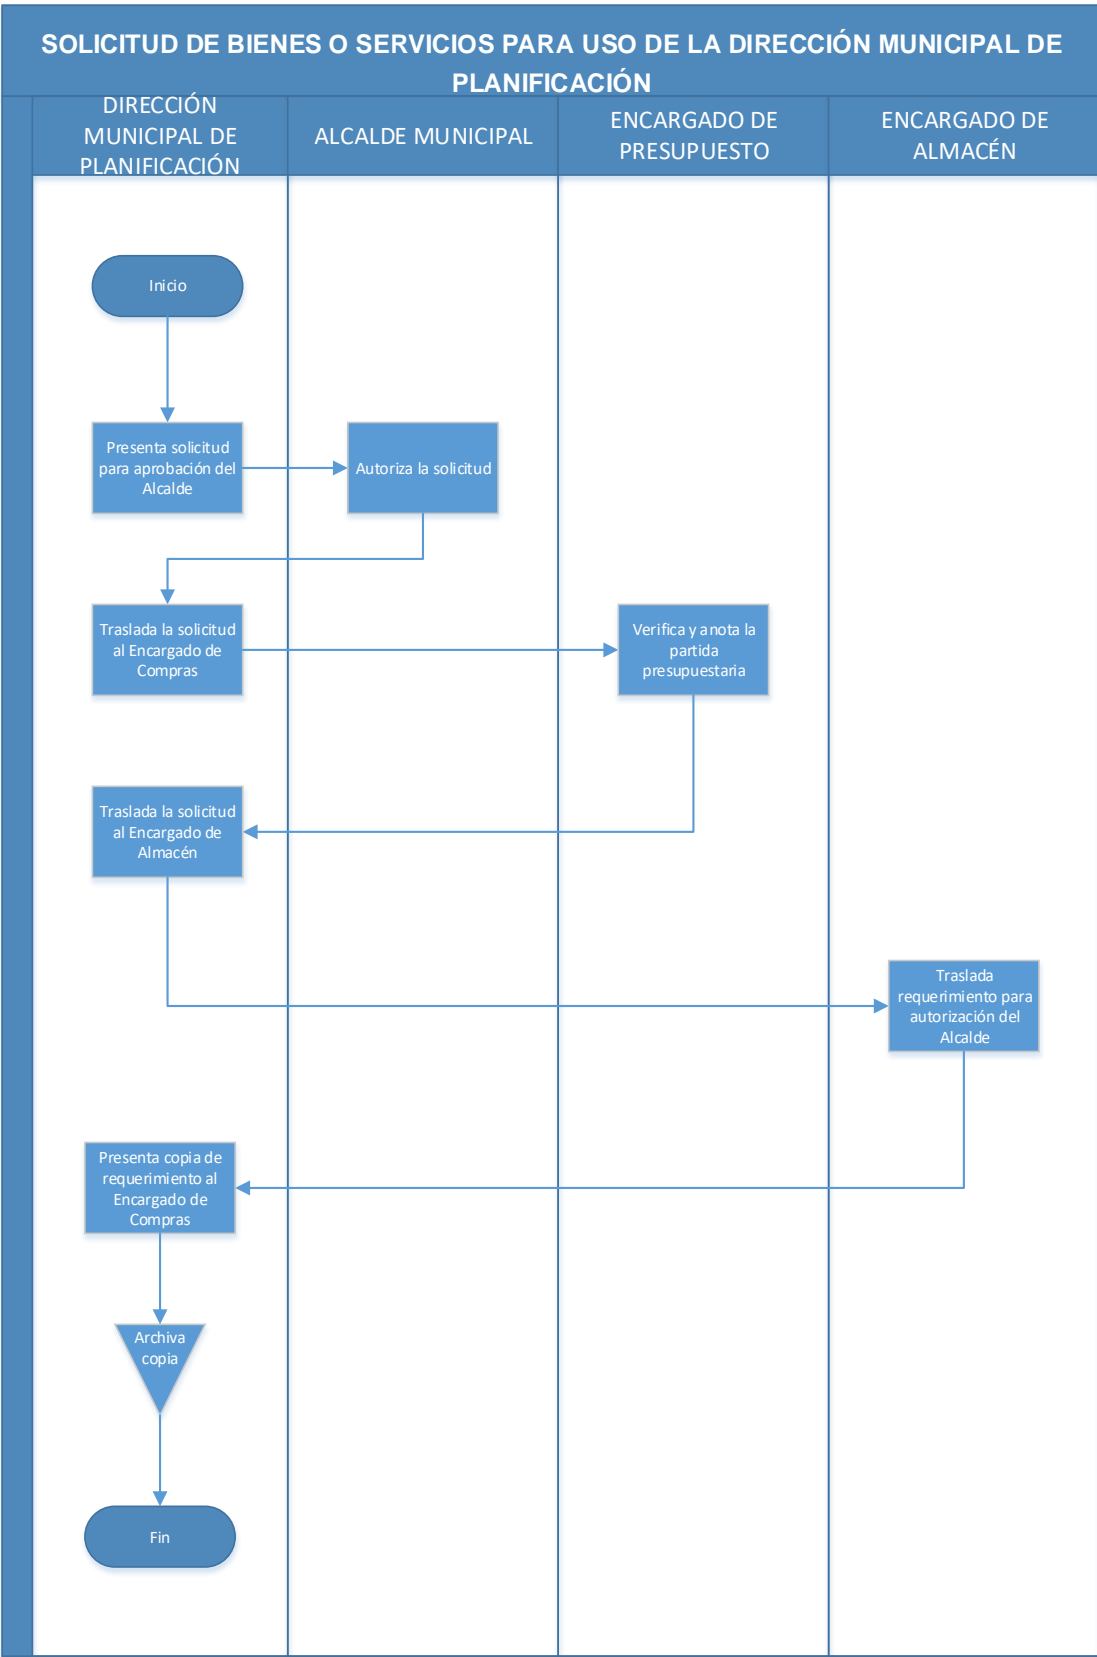 SOLICITUD DE BIENES O SERVICIOS PARA USO DE LA DIRECCIÓN MUNICIPAL DE
PLANIFICACIÓN
DIRECCIÓN
MUNICIPAL DE
PLANIFICACIÓN
ALCALDE MUNICIPAL
ENCARGADO DE
PRESUPUESTO
ENCARGADO DE
ALMACÉN
Inicio
Presenta solicitud
para aprobación del
Alcalde
Autoriza la solicitud
Traslada la solicitud
al Encargado de
Compras
Verifica y anota la
partida
presupuestaria
Traslada la solicitud
al Encargado de
Almacén
Traslada
requerimiento para
autorización del
Alcalde
Presenta copia de
requerimiento al
Encargado de
Compras
Archiva
copia
Fin